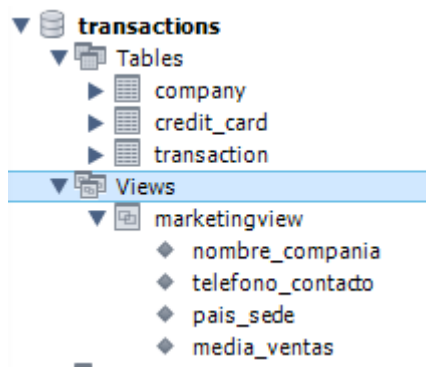 transactions
Tables
company
credit_card
transaction
Views
marketingview
nombre_compania
telefono_contacto
pais_sede
media_ventas